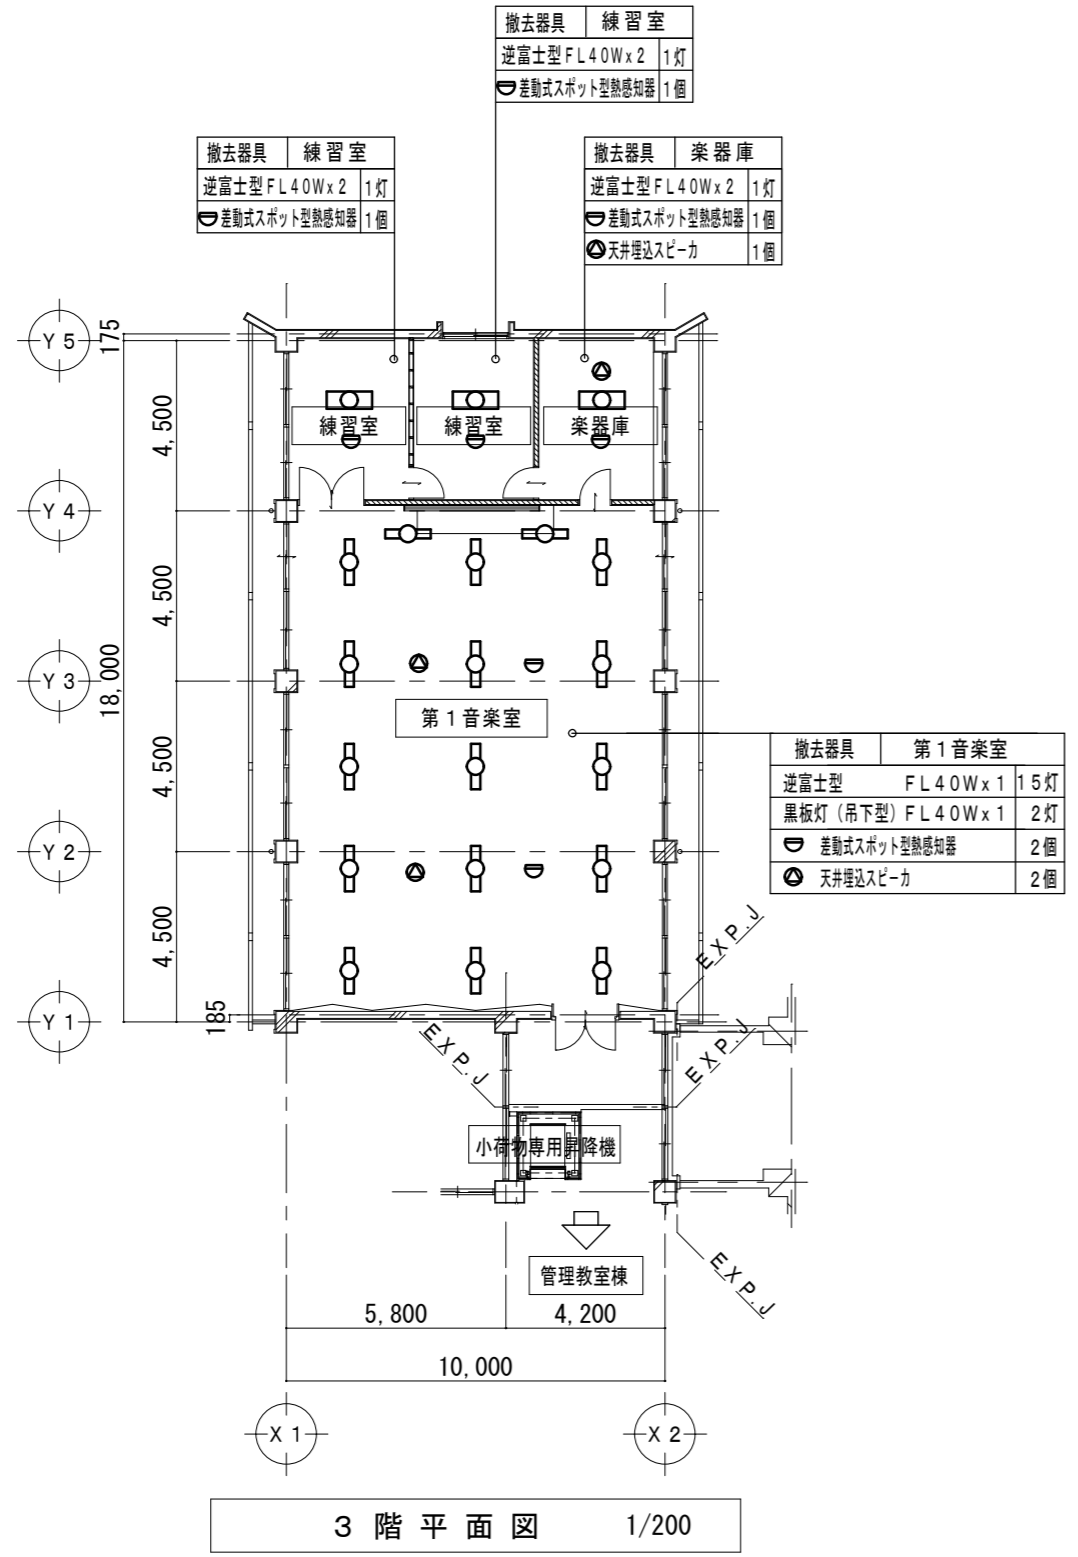 撤去器具 練習室
逆富士型FL40Wx2 1灯
差動式スポット型熱感知器 1個
撤去器具 練習室
逆富士型FL40Wx2 1灯
差動式スポット型熱感知器 1個
撤去器具 楽器庫
逆富士型FL40Wx2 1灯
差動式スポット型熱感知器 1個
天井埋込スピーカ 1個
Y5
175
4,500
練習室
練習室
楽器庫
Y4
4,500
18,000
Y3
第1音楽室
撤去器具 第1音楽室
逆富士型 FL40Wx1 15灯
黒板灯(吊下型)FL40Wx1 2灯
差動式スポット型熱感知器 2個
天井埋込スピーカ 2個
4,500
Y2
4,500
EXP.J
185
Y1
EXP.J
EXP.J
小荷物専用昇降機
管理教室棟
EXP.J
5,800
4,200
10,000
X1
X2
3階平面図 1/200